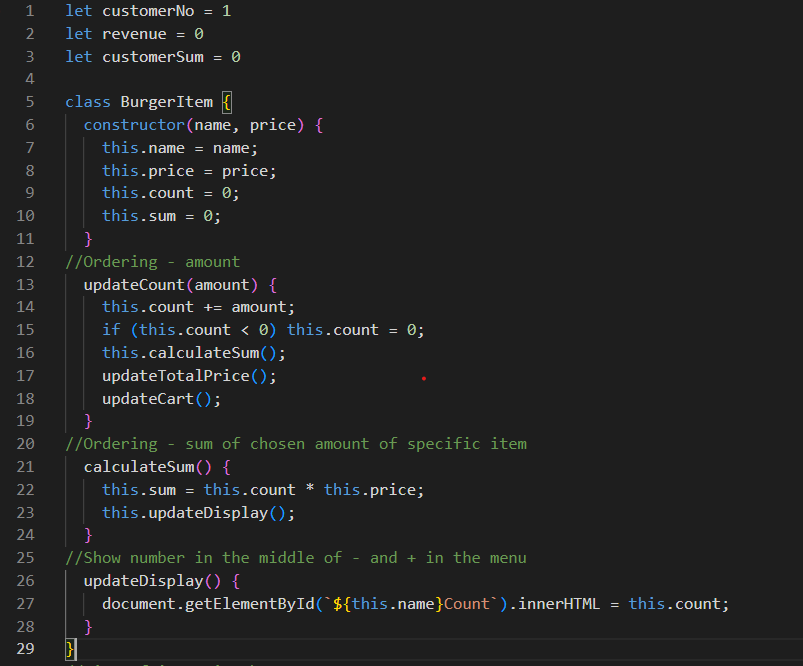 1 let customerNo = 1
2 let revenue = 0
3 let customerSum = 0
4
5 class BurgerItem {
6   constructor(name, price) {
7     this.name = name;
8     this.price = price;
9     this.count = 0;
10     this.sum = 0;
11   }
12 //Ordering - amount
13   updateCount(amount) {
14     this.count += amount;
15     if (this.count < 0) this.count = 0;
16     this.calculateSum();
17     updateTotalPrice();
18     updateCart();
19   }
20 //Ordering - sum of chosen amount of specific item
21   calculateSum() {
22     this.sum = this.count * this.price;
23     this.updateDisplay();
24   }
25 //Show number in the middle of - and + in the menu
26   updateDisplay() {
27     document.getElementById(`${this.name}Count`).innerHTML = this.count;
28   }
29 }